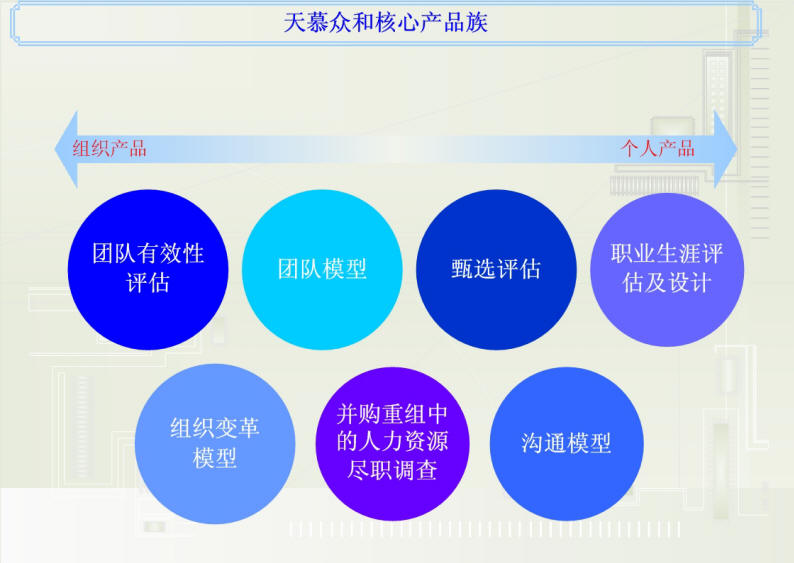 天慕众和核心产品族
组织产品
个人产品
团队有效性
评估
团队模型
甄选评估
职业生涯评
估及设计
组织变革
模型
并购重组中
的人力资源
尽职调查
沟通模型